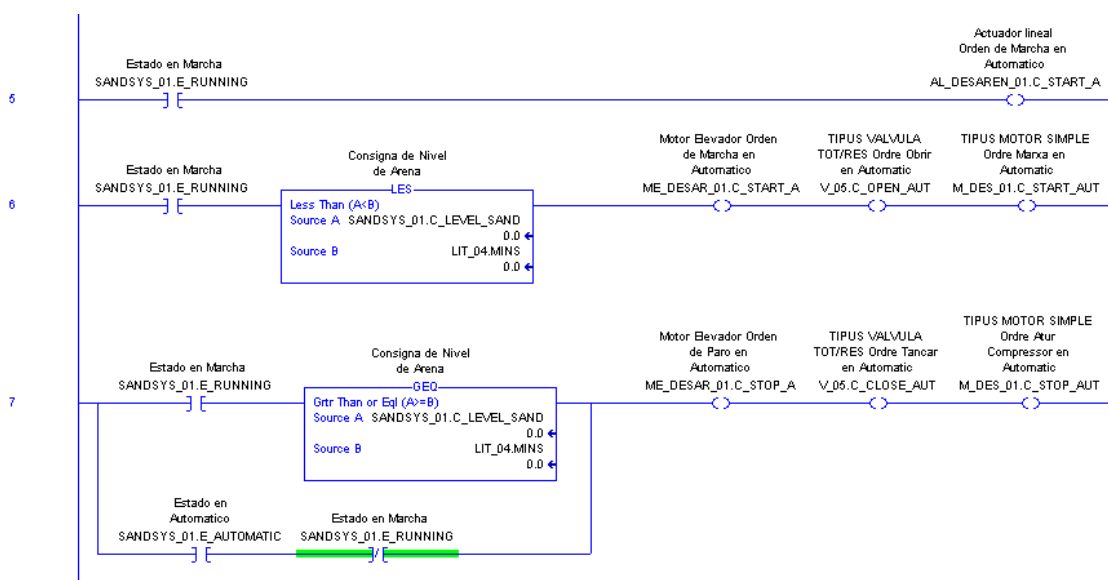 Actuador lineal
Orden de Marcha en
Automatico
AL_DESAREN_01.C_START_A
Estado en Marcha
SANDSYS_01.E_RUNNING
5
Motor Elevador Orden
de Marcha en
Automatico
ME_DESAR_01.C_START_A
TIPUS VALVULA
TOT/RES Ordre Obrir
en Automatic
V_05.C_OPEN_AUT
TIPUS MOTOR SIMPLE
Ordre Marxa en
Automatic
M_DES_01.C_START_AUT
Consigna de Nivel
de Arena
Estado en Marcha
SANDSYS_01.E_RUNNING
6
LES
Less Than (A<B)
Source A SANDSYS_01.C_LEVEL_SAND
0.0
Source B LIT_04.MINS
0.0
TIPUS MOTOR SIMPLE
Ordre Atur
Compressor en
Automatic
M_DES_01.C_STOP_AUT
Motor Elevador Orden
de Paro en
Automatico
ME_DESAR_01.C_STOP_A
TIPUS VALVULA
TOT/RES Ordre Tancar
en Automatic
V_05.C_CLOSE_AUT
Consigna de Nivel
de Arena
Estado en Marcha
SANDSYS_01.E_RUNNING
7
GEQ
Grtr Than or Eql (A>=B)
Source A SANDSYS_01.C_LEVEL_SAND
0.0
Source B LIT_04.MINS
0.0
Estado en
Automatico
SANDSYS_01.E_AUTOMATIC
Estado en Marcha
SANDSYS_01.E_RUNNING